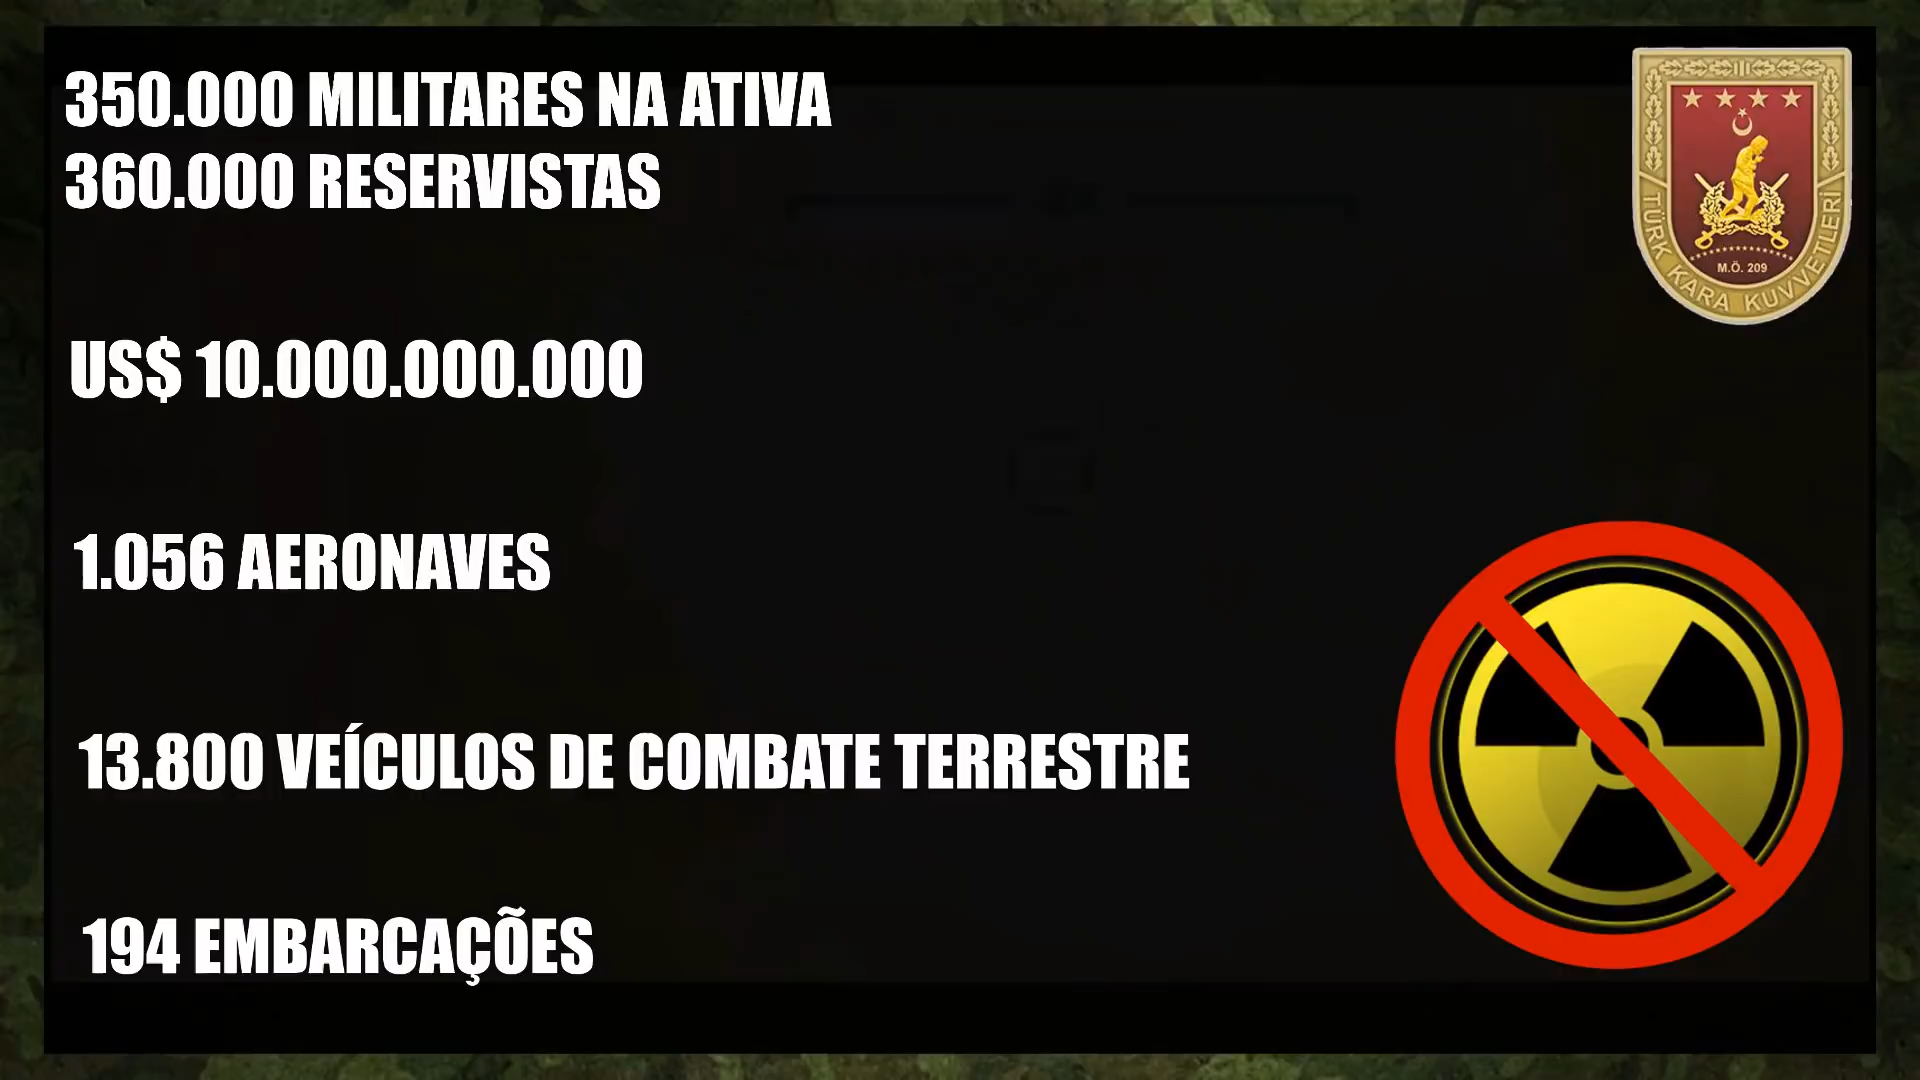 350.000 MILITARES NA ATIVA
360.000 RESERVISTAS
US$ 10.000.000.000
1.056 AERONAVES
13.800 VEÍCULOS DE COMBATE TERRESTRE
194 EMBARCAÇÕES
M.Ö. 209
TÜRK KARA KUVVETLERİ